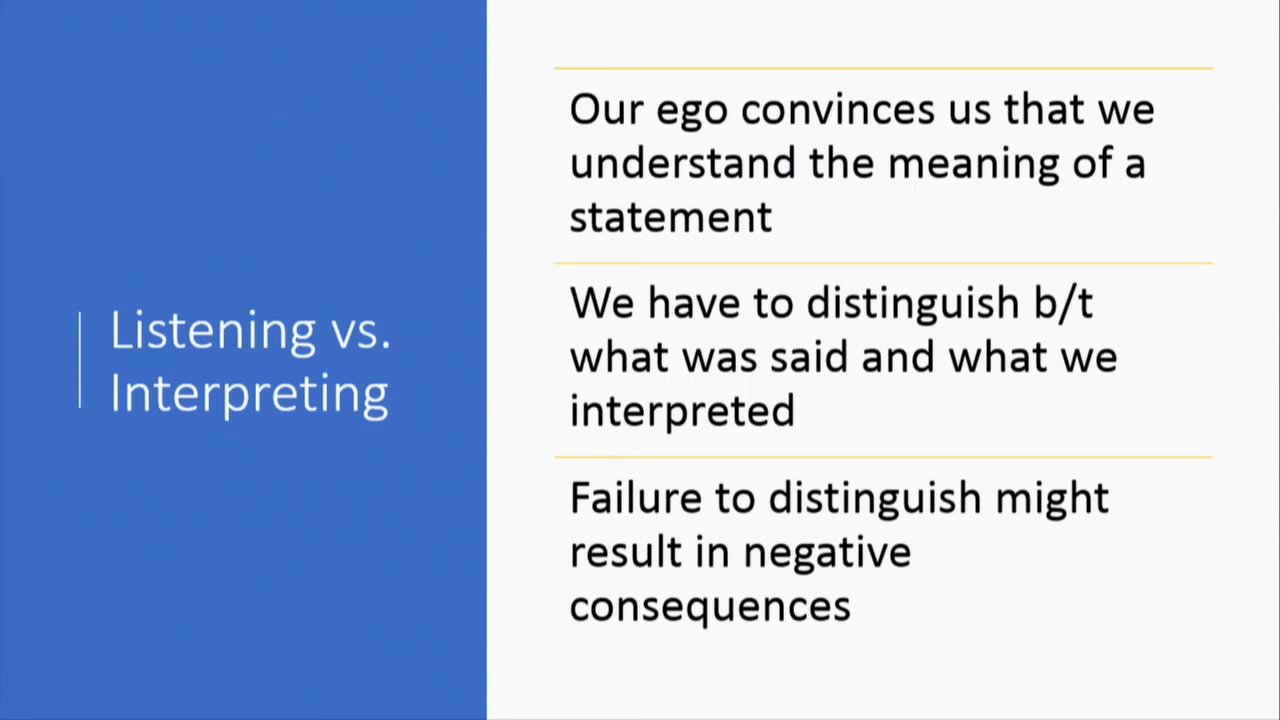 Listening vs.
Interpreting
Our ego convinces us that we
understand the meaning of a
statement
We have to distinguish b/t
what was said and what we
interpreted
Failure to distinguish might
result in negative
consequences